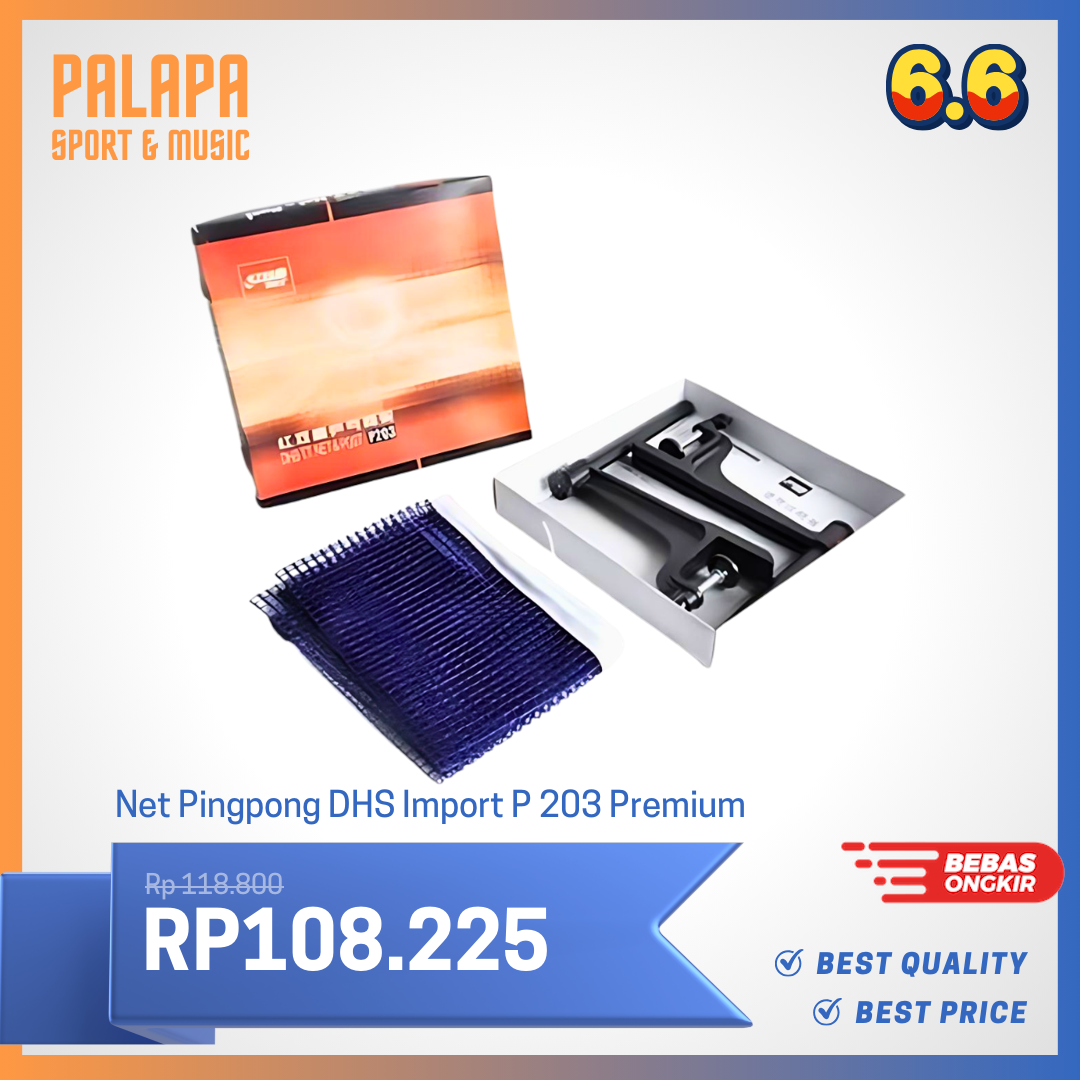 PALAPA
SPORT & MUSIC
6.6
DHS
P203
Net Pingpong DHS Import P 203 Premium
Rp 118.800
RP108.225
BEBAS
ONGKIR
BEST QUALITY
BEST PRICE